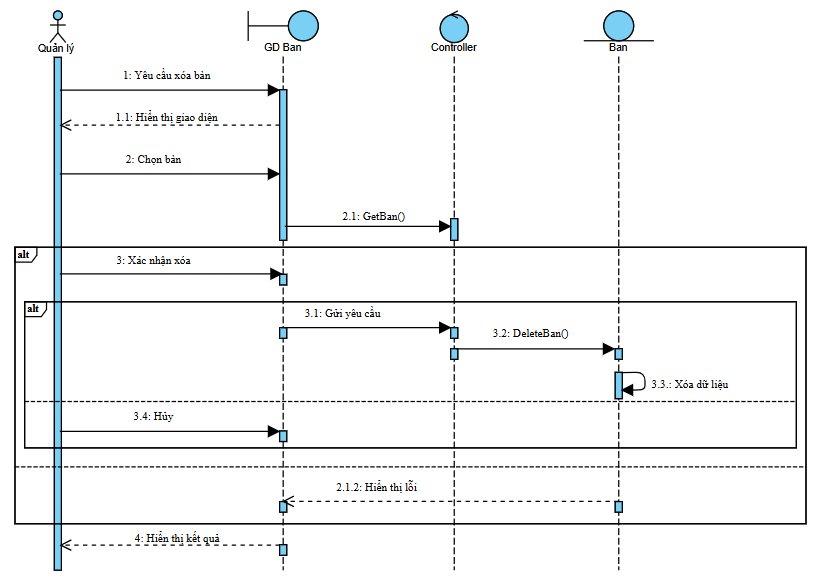 Quản lý
GD Ban
Controller
Ban
1: Yêu cầu xóa bàn
1.1: Hiển thị giao diện
2: Chọn bàn
2.1: GetBan()
alt
3: Xác nhận xóa
alt
3.1: Gửi yêu cầu
3.2: DeleteBan()
3.3.: Xóa dữ liệu
3.4: Hủy
2.1.2: Hiển thị lỗi
4: Hiển thị kết quả